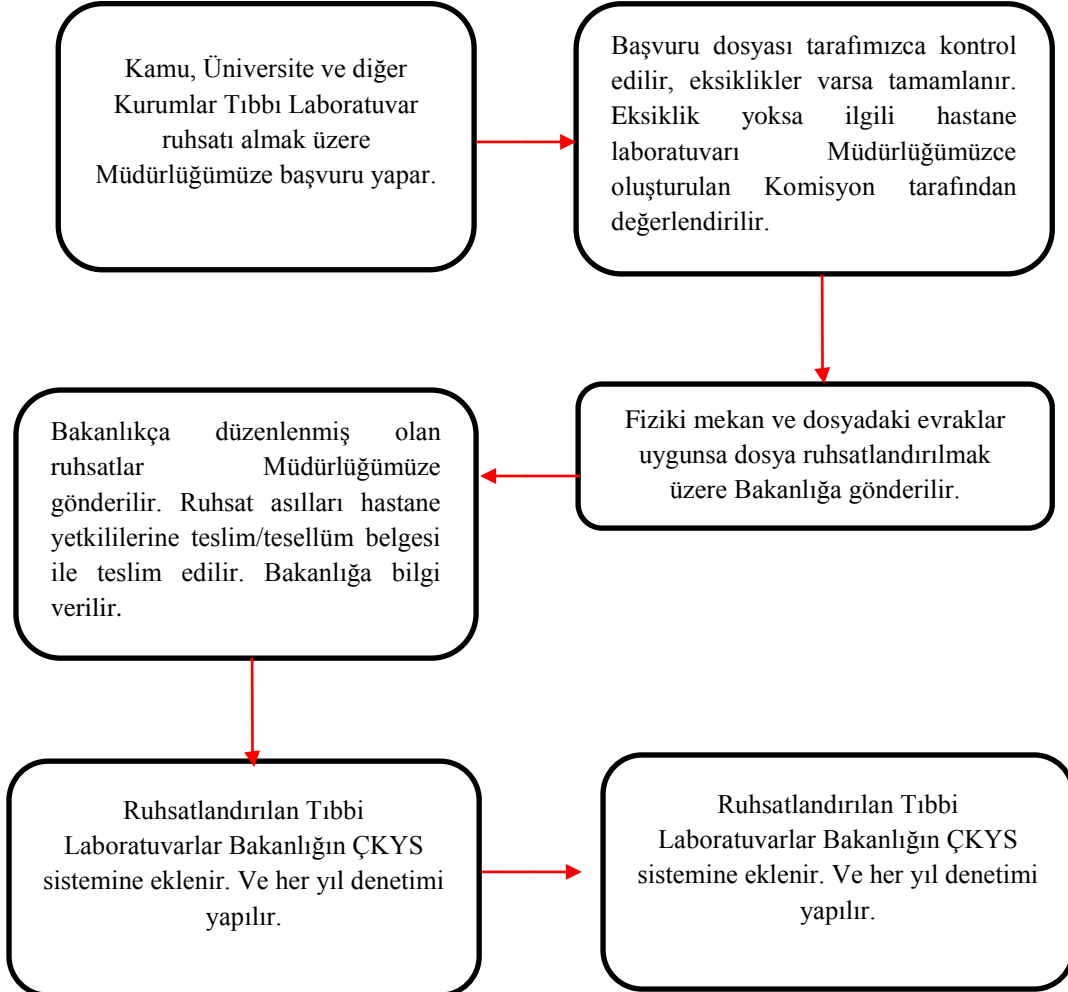 Kamu, Üniversite ve diğer
Kurumlar Tıbbı Laboratuvar
ruhsatı almak üzere
Müdürlüğümüze başvuru yapar.
Başvuru dosyası tarafımızca kontrol
edilir, eksiklikler varsa tamamlanır.
Eksiklik yoksa ilgili hastane
laboratuvarı Müdürlüğümüzce
oluşturulan Komisyon tarafından
değerlendirilir.
Fiziki mekan ve dosyadaki evraklar
uygunsa dosya ruhsatlandırılmak
üzere Bakanlığa gönderilir.
Bakanlıkça düzenlenmiş olan
ruhsatlar Müdürlüğümüze
gönderilir. Ruhsat asılları hastane
yetkililerine teslim/tesellüm belgesi
ile teslim edilir. Bakanlığa bilgi
verilir.
Ruhsatlandırılan Tıbbi
Laboratuvarlar Bakanlığın ÇKYS
sistemine eklenir. Ve her yıl denetimi
yapılır.
Ruhsatlandırılan Tıbbi
Laboratuvarlar Bakanlığın ÇKYS
sistemine eklenir. Ve her yıl denetimi
yapılır.